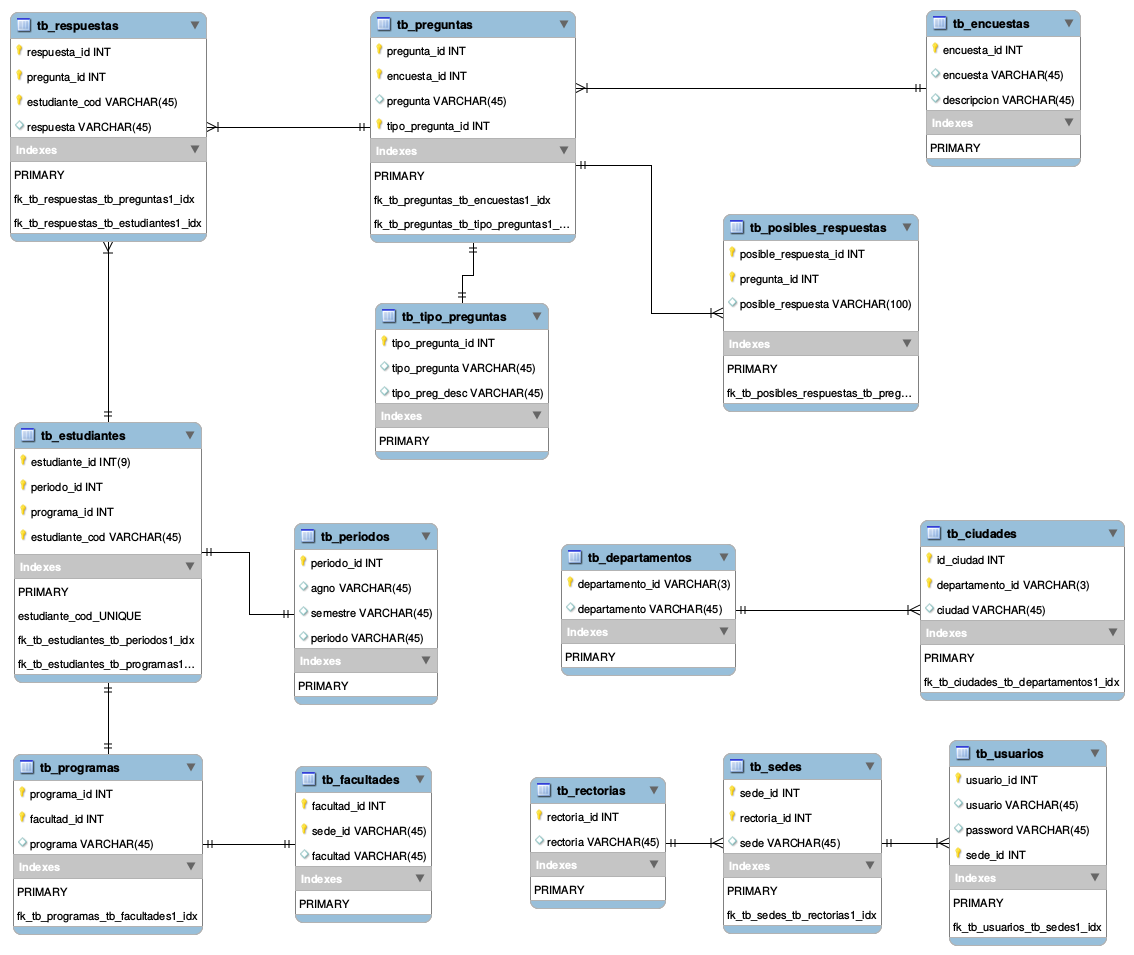 tb_respuestas
respuesta_id INT
pregunta_id INT
estudiante_cod VARCHAR(45)
respuesta VARCHAR(45)
Indexes
PRIMARY
fk_tb_respuestas_tb_preguntas1_idx
fk_tb_respuestas_tb_estudiantes1_idx
tb_preguntas
pregunta_id INT
encuesta_id INT
pregunta VARCHAR(45)
tipo_pregunta_id INT
Indexes
PRIMARY
fk_tb_preguntas_tb_encuestas1_idx
fk_tb_preguntas_tb_tipo_preguntas1_...
tb_encuestas
encuesta_id INT
encuesta VARCHAR(45)
descripcion VARCHAR(45)
Indexes
PRIMARY
tb_posibles_respuestas
posible_respuesta_id INT
pregunta_id INT
posible_respuesta VARCHAR(100)
Indexes
PRIMARY
fk_tb_posibles_respuestas_tb_preg...
tb_tipo_preguntas
tipo_pregunta_id INT
tipo_pregunta VARCHAR(45)
tipo_preg_desc VARCHAR(45)
Indexes
PRIMARY
tb_estudiantes
estudiante_id INT(9)
periodo_id INT
programa_id INT
estudiante_cod VARCHAR(45)
Indexes
PRIMARY
estudiante_cod_UNIQUE
fk_tb_estudiantes_tb_periodos1_idx
fk_tb_estudiantes_tb_programas1...
tb_periodos
periodo_id INT
agno VARCHAR(45)
semestre VARCHAR(45)
periodo VARCHAR(45)
Indexes
PRIMARY
tb_departamentos
departamento_id VARCHAR(3)
departamento VARCHAR(45)
Indexes
PRIMARY
tb_ciudades
id_ciudad INT
departamento_id VARCHAR(3)
ciudad VARCHAR(45)
Indexes
PRIMARY
fk_tb_ciudades_tb_departamentos1_idx
tb_programas
programa_id INT
facultad_id INT
programa VARCHAR(45)
Indexes
PRIMARY
fk_tb_programas_tb_facultades1_idx
tb_facultades
facultad_id INT
sede_id VARCHAR(45)
facultad VARCHAR(45)
Indexes
PRIMARY
tb_rectorias
rectoria_id INT
rectoria VARCHAR(45)
Indexes
PRIMARY
tb_sedes
sede_id INT
rectoria_id INT
sede VARCHAR(45)
Indexes
PRIMARY
fk_tb_sedes_tb_rectorias1_idx
tb_usuarios
usuario_id INT
usuario VARCHAR(45)
password VARCHAR(45)
sede_id INT
Indexes
PRIMARY
fk_tb_usuarios_tb_sedes1_idx